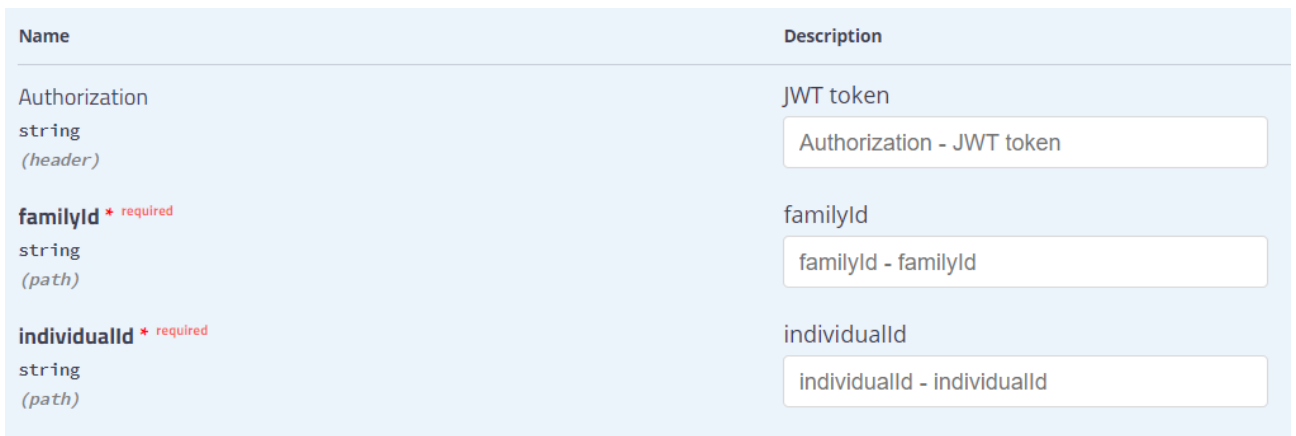 Name Description
Authorization JWT token
string
(header)
Authorization - JWT token
familyId * required familyId
string
(path)
familyId - familyId
individualId * required individualId
string
(path)
individualId - individualId